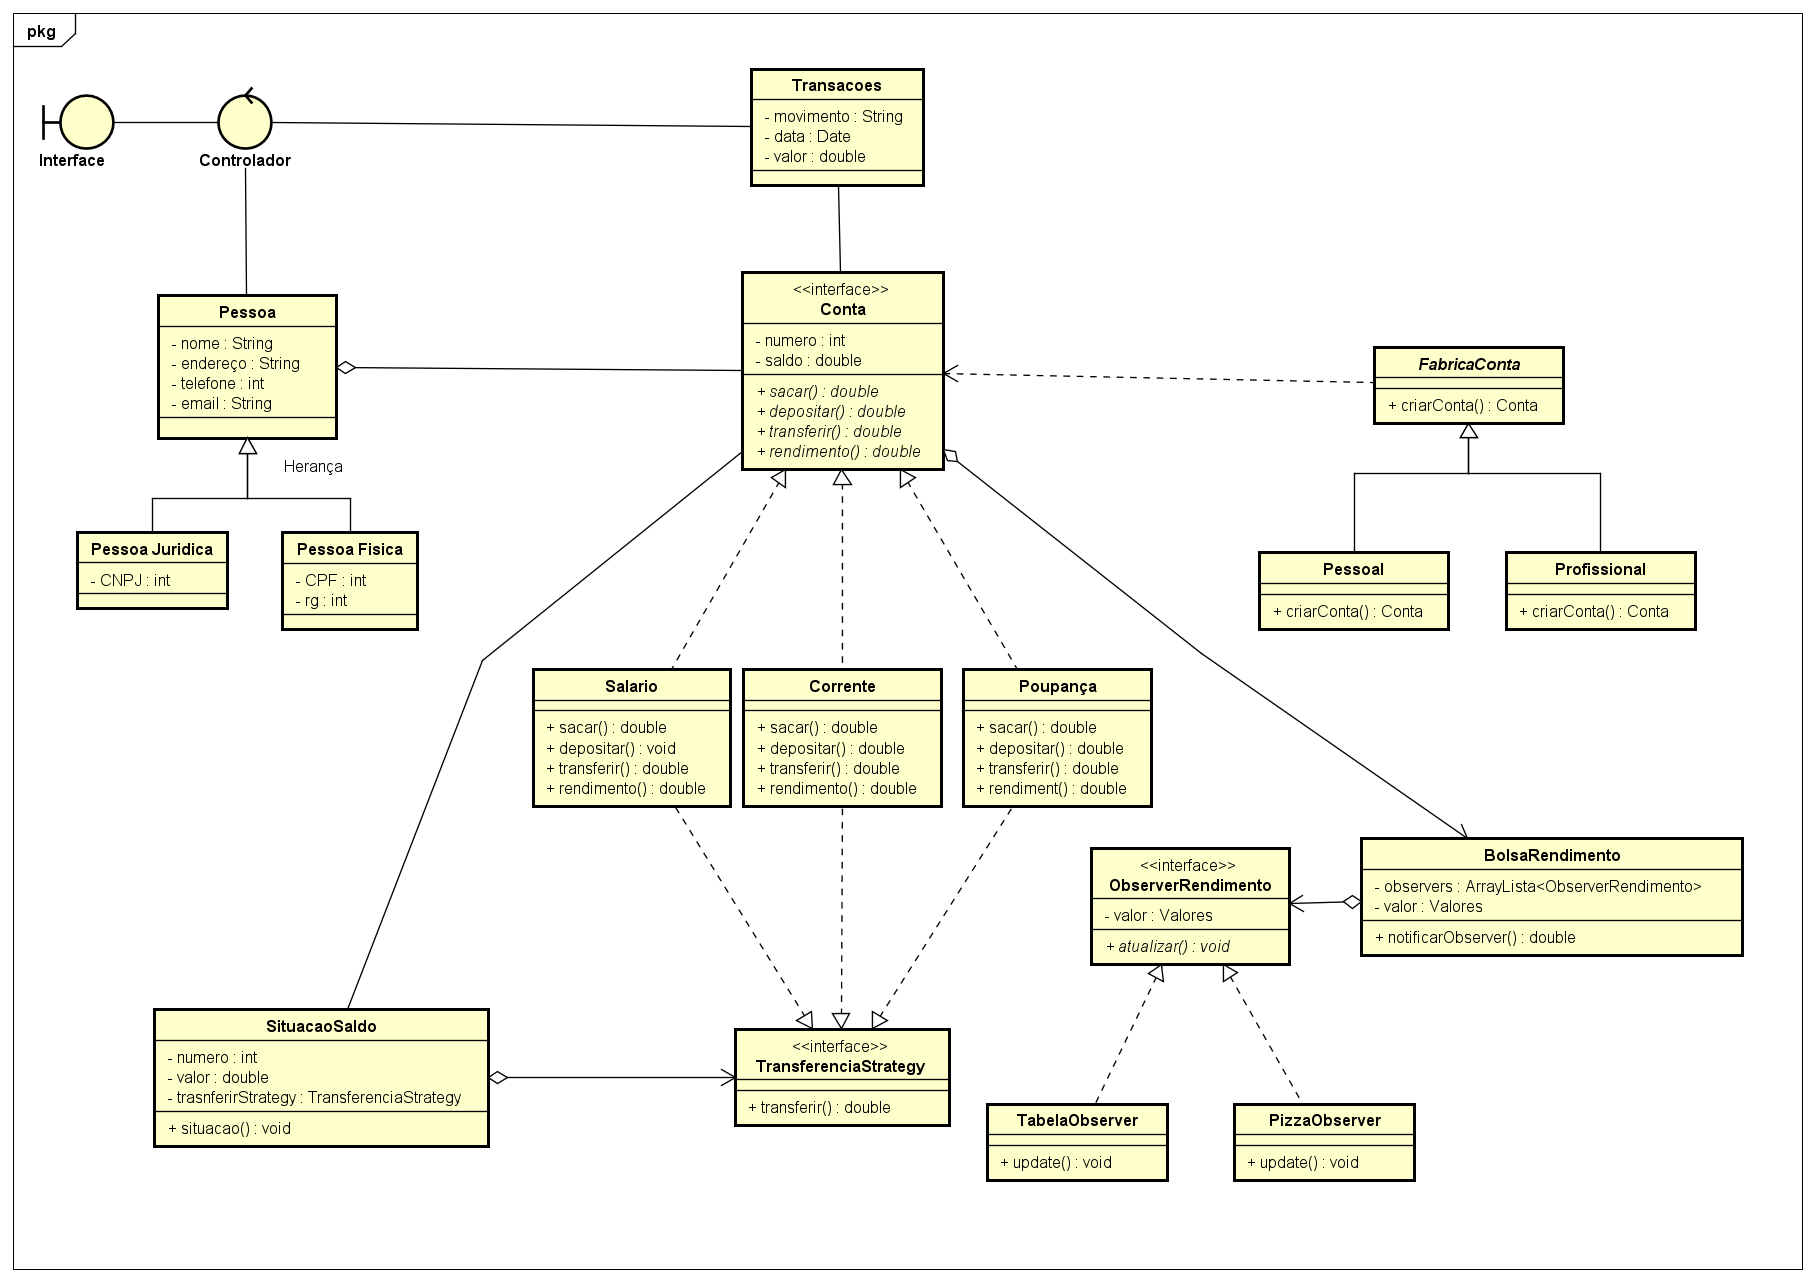 pkg
Interface
Controlador
Transacoes
- movimento : String
- data : Date
- valor : double
Pessoa
- nome : String
- endereço : String
- telefone : int
- email : String
Herança
Pessoa Juridica
- CNPJ : int
Pessoa Fisica
- CPF : int
- rg : int
<<interface>>
Conta
- numero : int
- saldo : double
+ sacar() : double
+ depositar() : double
+ transferir() : double
+ rendimento() : double
FabricaConta
+ criarConta() : Conta
Pessoal
+ criarConta() : Conta
Profissional
+ criarConta() : Conta
Salario
+ sacar() : double
+ depositar() : void
+ transferir() : double
+ rendimento() : double
Corrente
+ sacar() : double
+ depositar() : double
+ transferir() : double
+ rendimento() : double
Poupança
+ sacar() : double
+ depositar() : double
+ transferir() : double
+ rendiment() : double
<<interface>>
ObserverRendimento
- valor : Valores
+ atualizar() : void
BolsaRendimento
- observers : ArrayLista<ObserverRendimento>
- valor : Valores
+ notificarObserver() : double
SituacaoSaldo
- numero : int
- valor : double
- trasnferirStrategy : TransferenciaStrategy
+ situacao() : void
<<interface>>
TransferenciaStrategy
+ transferir() : double
TabelaObserver
+ update() : void
PizzaObserver
+ update() : void